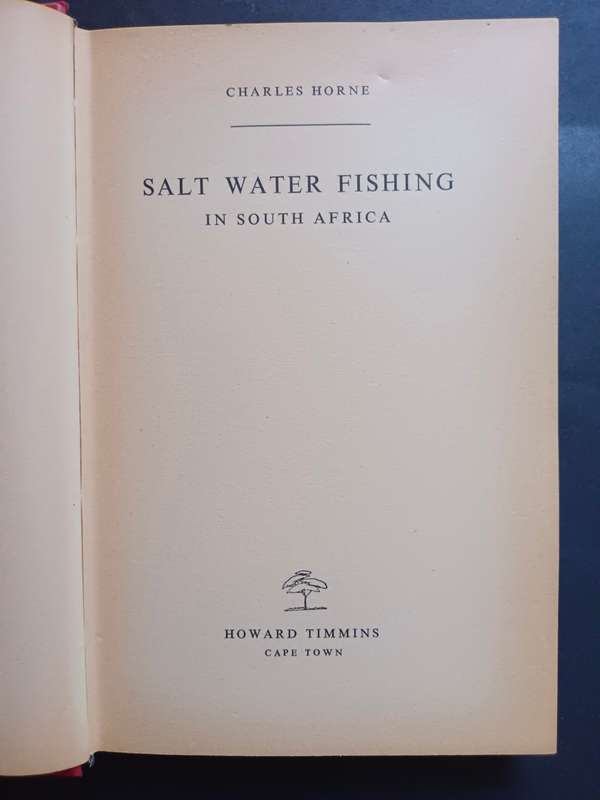 CHARLES HORNE
SALT WATER FISHING
IN SOUTH AFRICA
HOWARD TIMMINS
CAPE TOWN